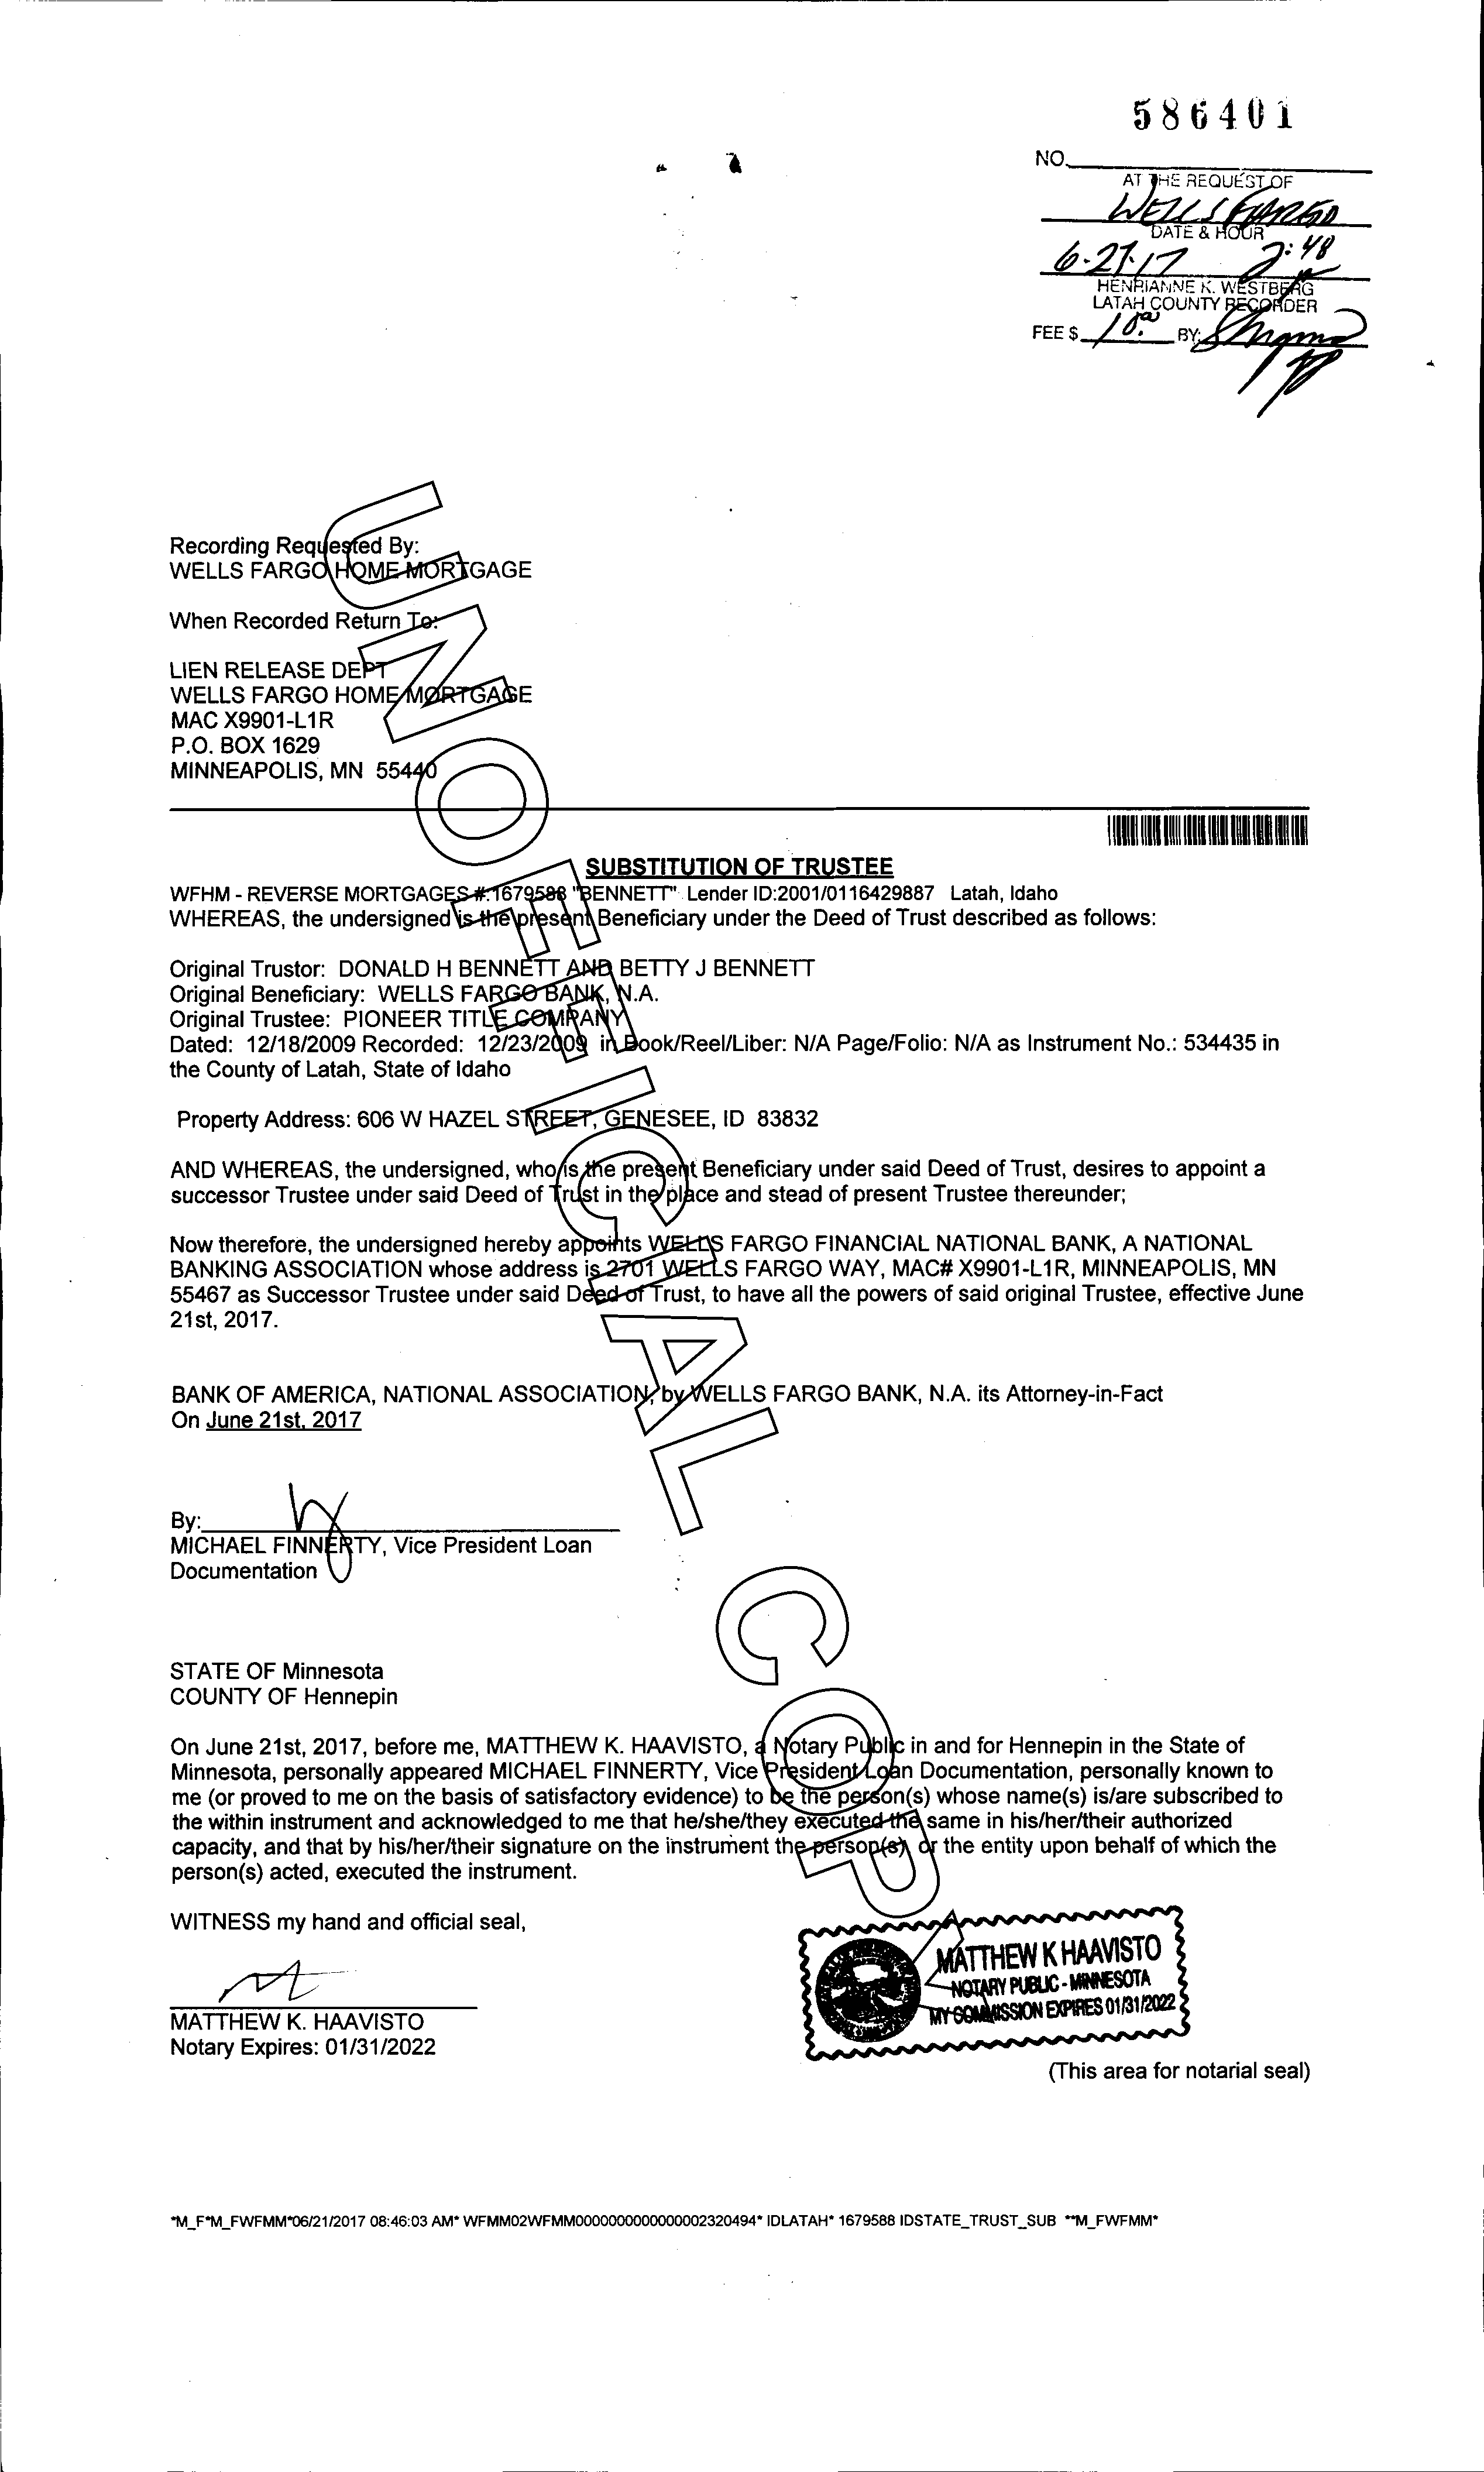 586401
NO.
AT THE REQUEST OF
WELLS FARGO
DATE & HOUR
6-27-17 2:48
HENRIANNE K. WESTBERG
LATAH COUNTY RECORDER
FEE $ 10.00 BY:
Recording Requested By:
WELLS FARGO HOME MORTGAGE
When Recorded Return To:
LIEN RELEASE DEPT
WELLS FARGO HOME MORTGAGE
MAC X9901-L1R
P.O. BOX 1629
MINNEAPOLIS, MN 55440
SUBSTITUTION OF TRUSTEE
WFHM - REVERSE MORTGAGES #:1679588 "BENNETT" Lender ID:2001/0116429887 Latah, Idaho
WHEREAS, the undersigned is the present Beneficiary under the Deed of Trust described as follows:
Original Trustor: DONALD H BENNETT AND BETTY J BENNETT
Original Beneficiary: WELLS FARGO BANK, N.A.
Original Trustee: PIONEER TITLE COMPANY
Dated: 12/18/2009 Recorded: 12/23/2009 in Book/Reel/Liber: N/A Page/Folio: N/A as Instrument No.: 534435 in
the County of Latah, State of Idaho
Property Address: 606 W HAZEL STREET, GENESEE, ID 83832
AND WHEREAS, the undersigned, who is the present Beneficiary under said Deed of Trust, desires to appoint a
successor Trustee under said Deed of Trust in the place and stead of present Trustee thereunder;
Now therefore, the undersigned hereby appoints WELLS FARGO FINANCIAL NATIONAL BANK, A NATIONAL
BANKING ASSOCIATION whose address is 2701 WELLS FARGO WAY, MAC# X9901-L1R, MINNEAPOLIS, MN
55467 as Successor Trustee under said Deed of Trust, to have all the powers of said original Trustee, effective June
21st, 2017.
BANK OF AMERICA, NATIONAL ASSOCIATION, by WELLS FARGO BANK, N.A. its Attorney-in-Fact
On June 21st, 2017
By:
MICHAEL FINNERTY, Vice President Loan
Documentation
STATE OF Minnesota
COUNTY OF Hennepin
On June 21st, 2017, before me, MATTHEW K. HAAVISTO, a Notary Public in and for Hennepin in the State of
Minnesota, personally appeared MICHAEL FINNERTY, Vice President Loan Documentation, personally known to
me (or proved to me on the basis of satisfactory evidence) to be the person(s) whose name(s) is/are subscribed to
the within instrument and acknowledged to me that he/she/they executed the same in his/her/their authorized
capacity, and that by his/her/their signature on the instrument the person(s), or the entity upon behalf of which the
person(s) acted, executed the instrument.
WITNESS my hand and official seal,
MATTHEW K. HAAVISTO
Notary Expires: 01/31/2022
MATTHEW K HAAVISTO
NOTARY PUBLIC - MINNESOTA
MY COMMISSION EXPIRES 01/31/2022
(This area for notarial seal)
*M_F*M_FWFMM*06/21/2017 08:46:03 AM* WFMM02WFMM0000000000000002320494* IDLATAH* 1679588 IDSTATE_TRUST_SUB **M_FWFMM*
UNOFFICIAL COPY